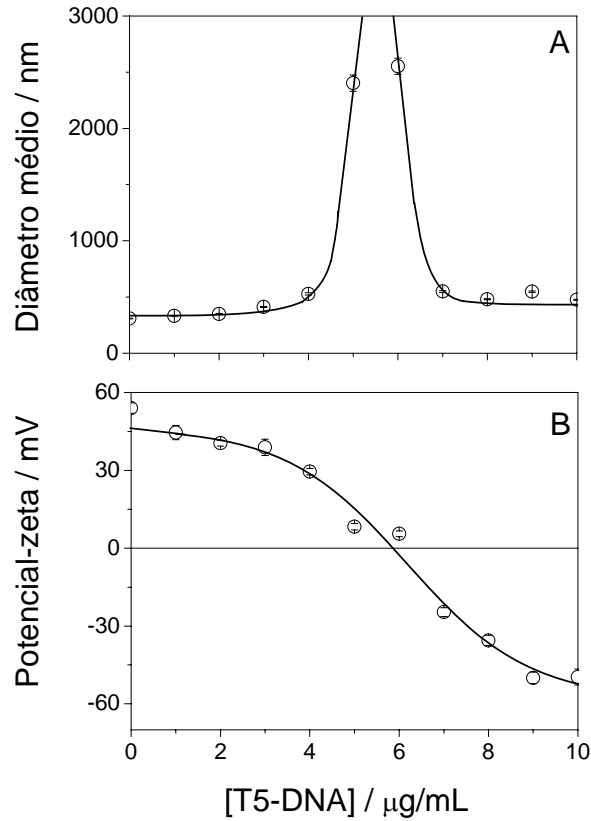 A
Diâmetro médio / nm
3000
2000
1000
0
B
Potencial-zeta / mV
60
30
0
-30
-60
0 2 4 6 8 10
[T5-DNA] / μg/mL